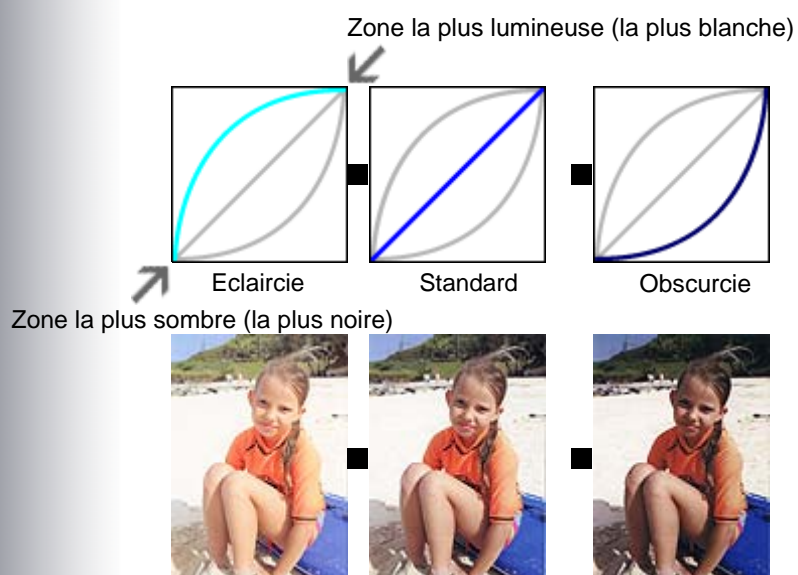 Zone la plus lumineuse (la plus blanche)
Eclaircie
Standard
Obscurcie
Zone la plus sombre (la plus noire)